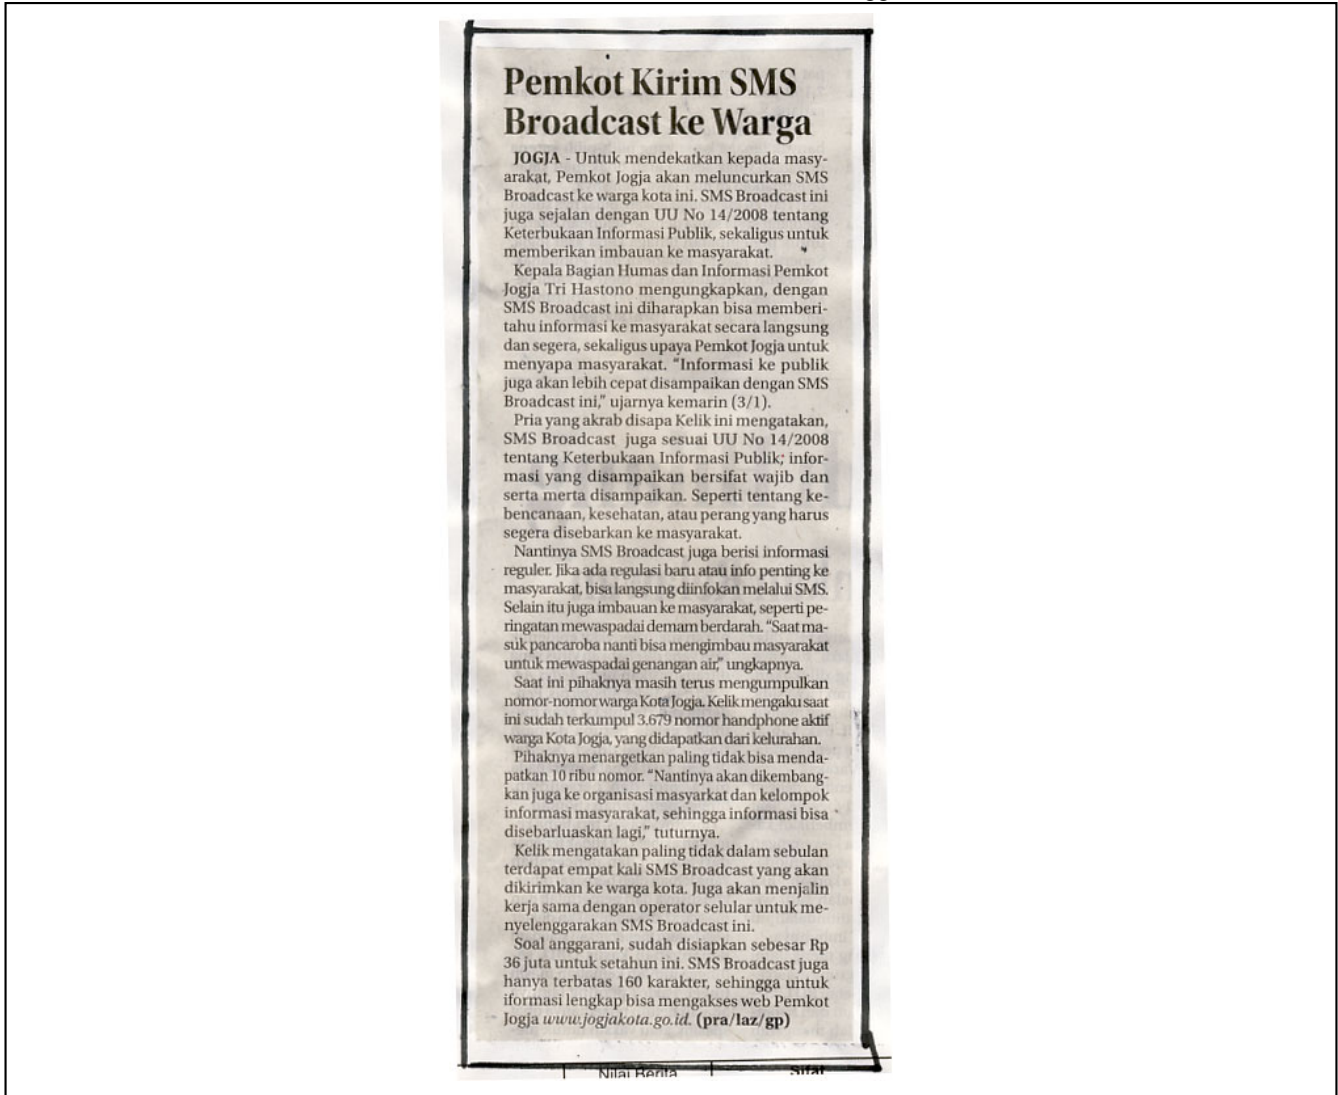 Pemkot Kirim SMS
Broadcast ke Warga
JOGJA - Untuk mendekatkan kepada masy-
arakat, Pemkot Jogja akan meluncurkan SMS
Broadcast ke warga kota ini. SMS Broadcast ini
juga sejalan dengan UU No 14/2008 tentang
Keterbukaan Informasi Publik, sekaligus untuk
memberikan imbauan ke masyarakat.
Kepala Bagian Humas dan Informasi Pemkot
Jogja Tri Hastono mengungkapkan, dengan
SMS Broadcast ini diharapkan bisa memberi-
tahu informasi ke masyarakat secara langsung
dan segera, sekaligus upaya Pemkot Jogja untuk
menyapa masyarakat. “Informasi ke publik
juga akan lebih cepat disampaikan dengan SMS
Broadcast ini,” ujarnya kemarin (3/1).
Pria yang akrab disapa Kelik ini mengatakan,
SMS Broadcast juga sesuai UU No 14/2008
tentang Keterbukaan Informasi Publik; infor-
masi yang disampaikan bersifat wajib dan
serta merta disampaikan. Seperti tentang ke-
bencanaan, kesehatan, atau perang yang harus
segera disebarkan ke masyarakat.
Nantinya SMS Broadcast juga berisi informasi
reguler. Jika ada regulasi baru atau info penting ke
masyarakat, bisa langsung diinfokan melalui SMS.
Selain itu juga imbauan ke masyarakat, seperti pe-
ringatan mewaspadai demam berdarah. “Saat ma-
suk pancaroba nanti bisa mengimbau masyarakat
untuk mewaspadai genangan air,” ungkapnya.
Saat ini pihaknya masih terus mengumpulkan
nomor-nomor warga Kota Jogja. Kelik mengaku saat
ini sudah terkumpul 3.679 nomor handphone aktif
warga Kota Jogja, yang didapatkan dari kelurahan.
Pihaknya menargetkan paling tidak bisa menda-
patkan 10 ribu nomor. “Nantinya akan dikembang-
kan juga ke organisasi masyarkat dan kelompok
informasi masyarakat, sehingga informasi bisa
disebarluaskan lagi,” tuturnya.
Kelik mengatakan paling tidak dalam sebulan
terdapat empat kali SMS Broadcast yang akan
dikirimkan ke warga kota. Juga akan menjalin
kerja sama dengan operator selular untuk me-
nyelenggarakan SMS Broadcast ini.
Soal anggarani, sudah disiapkan sebesar Rp
36 juta untuk setahun ini. SMS Broadcast juga
hanya terbatas 160 karakter, sehingga untuk
iformasi lengkap bisa mengakses web Pemkot
Jogja www.jogjakota.go.id. (pra/laz/gp)
Nilai Berita Sifat